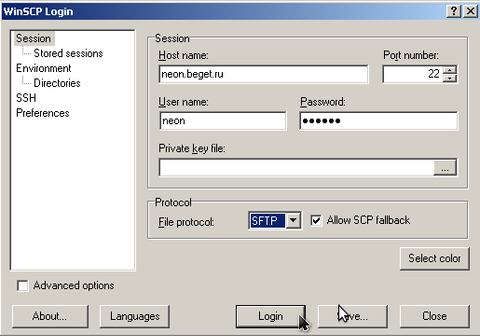 WinSCP Login
Session
Stored sessions
Environment
Directories
SSH
Preferences
Session
Host name:
Port number:
neon.beget.ru
22
User name:
Password:
neon
●●●●●●
Private key file:
...
Protocol
File protocol:
SFTP
Allow SCP fallback
Select color
Advanced options
About...
Languages
Login
Close